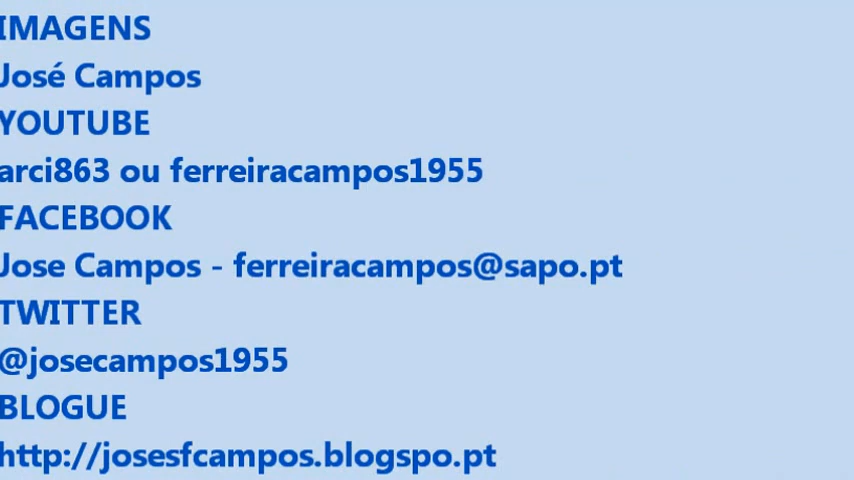 IMAGENS
José Campos
YOUTUBE
arci863 ou ferreiracampos1955
FACEBOOK
Jose Campos - ferreiracampos@sapo.pt
TWITTER
@josecampos1955
BLOGUE
http://josesfcampos.blogspo.pt